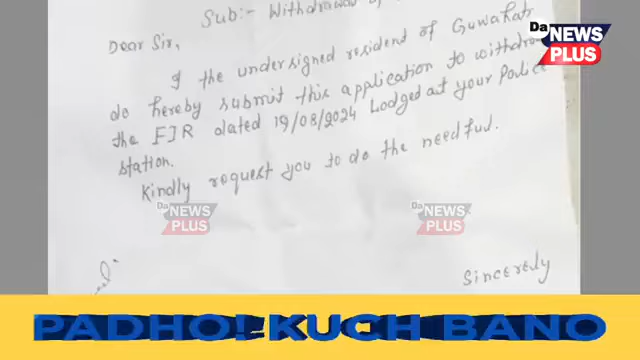 Sub:- Withdrawal of
Dear Sir,
I the undersigned resident of Guwahati
do hereby submit this application to withdraw
the FIR dated 19/08/2024 Lodged at your Police
station.
Kindly request you to do the needful.
Sincerely
Da NEWS PLUS
Da NEWS PLUS
Da NEWS PLUS
PADHO! KUCH BANO